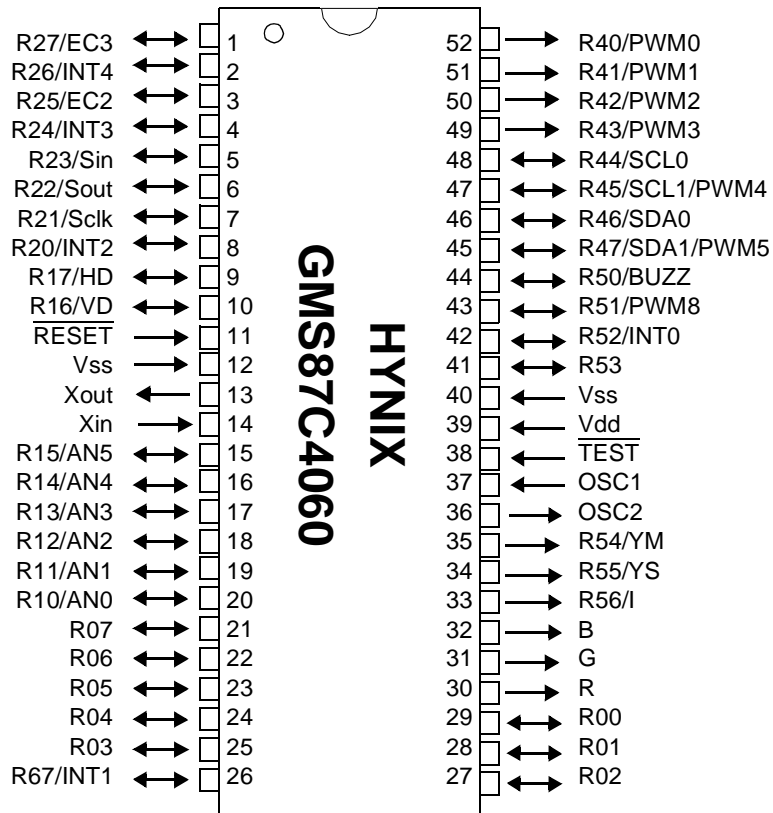 R27/EC3 1 52 R40/PWM0
R26/INT4 2 51 R41/PWM1
R25/EC2 3 50 R42/PWM2
R24/INT3 4 49 R43/PWM3
R23/Sin 5 48 R44/SCL0
R22/Sout 6 47 R45/SCL1/PWM4
R21/Sclk 7 46 R46/SDA0
R20/INT2 8 45 R47/SDA1/PWM5
R17/HD 9 44 R50/BUZZ
R16/VD 10 43 R51/PWM8
RESET 11 42 R52/INT0
Vss 12 41 R53
Xout 13 40 Vss
Xin 14 39 Vdd
R15/AN5 15 38 TEST
R14/AN4 16 37 OSC1
R13/AN3 17 36 OSC2
R12/AN2 18 35 R54/YM
R11/AN1 19 34 R55/YS
R10/AN0 20 33 R56/I
R07 21 32 B
R06 22 31 G
R05 23 30 R
R04 24 29 R00
R03 25 28 R01
R67/INT1 26 27 R02
HYNIX
GMS87C4060